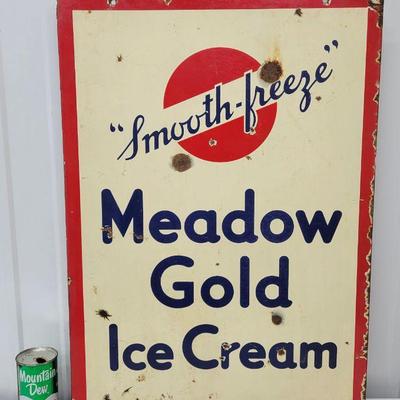 "Smooth-freeze"
Meadow
Gold
Ice Cream
Mountain
Dew